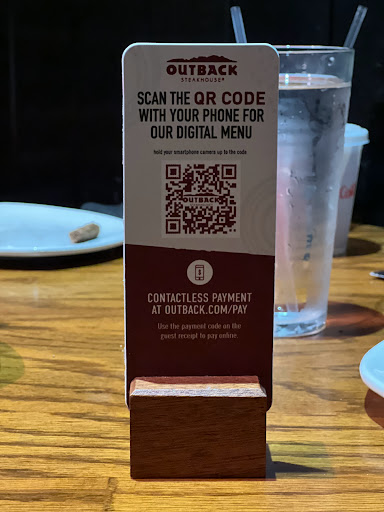 OUTBACK
STEAKHOUSE®
SCAN THE QR CODE
WITH YOUR PHONE FOR
OUR DIGITAL MENU
hold your smartphone camera up to the code
OUTBACK
CONTACTLESS PAYMENT
AT OUTBACK.COM/PAY
Use the payment code on the
guest receipt to pay online.